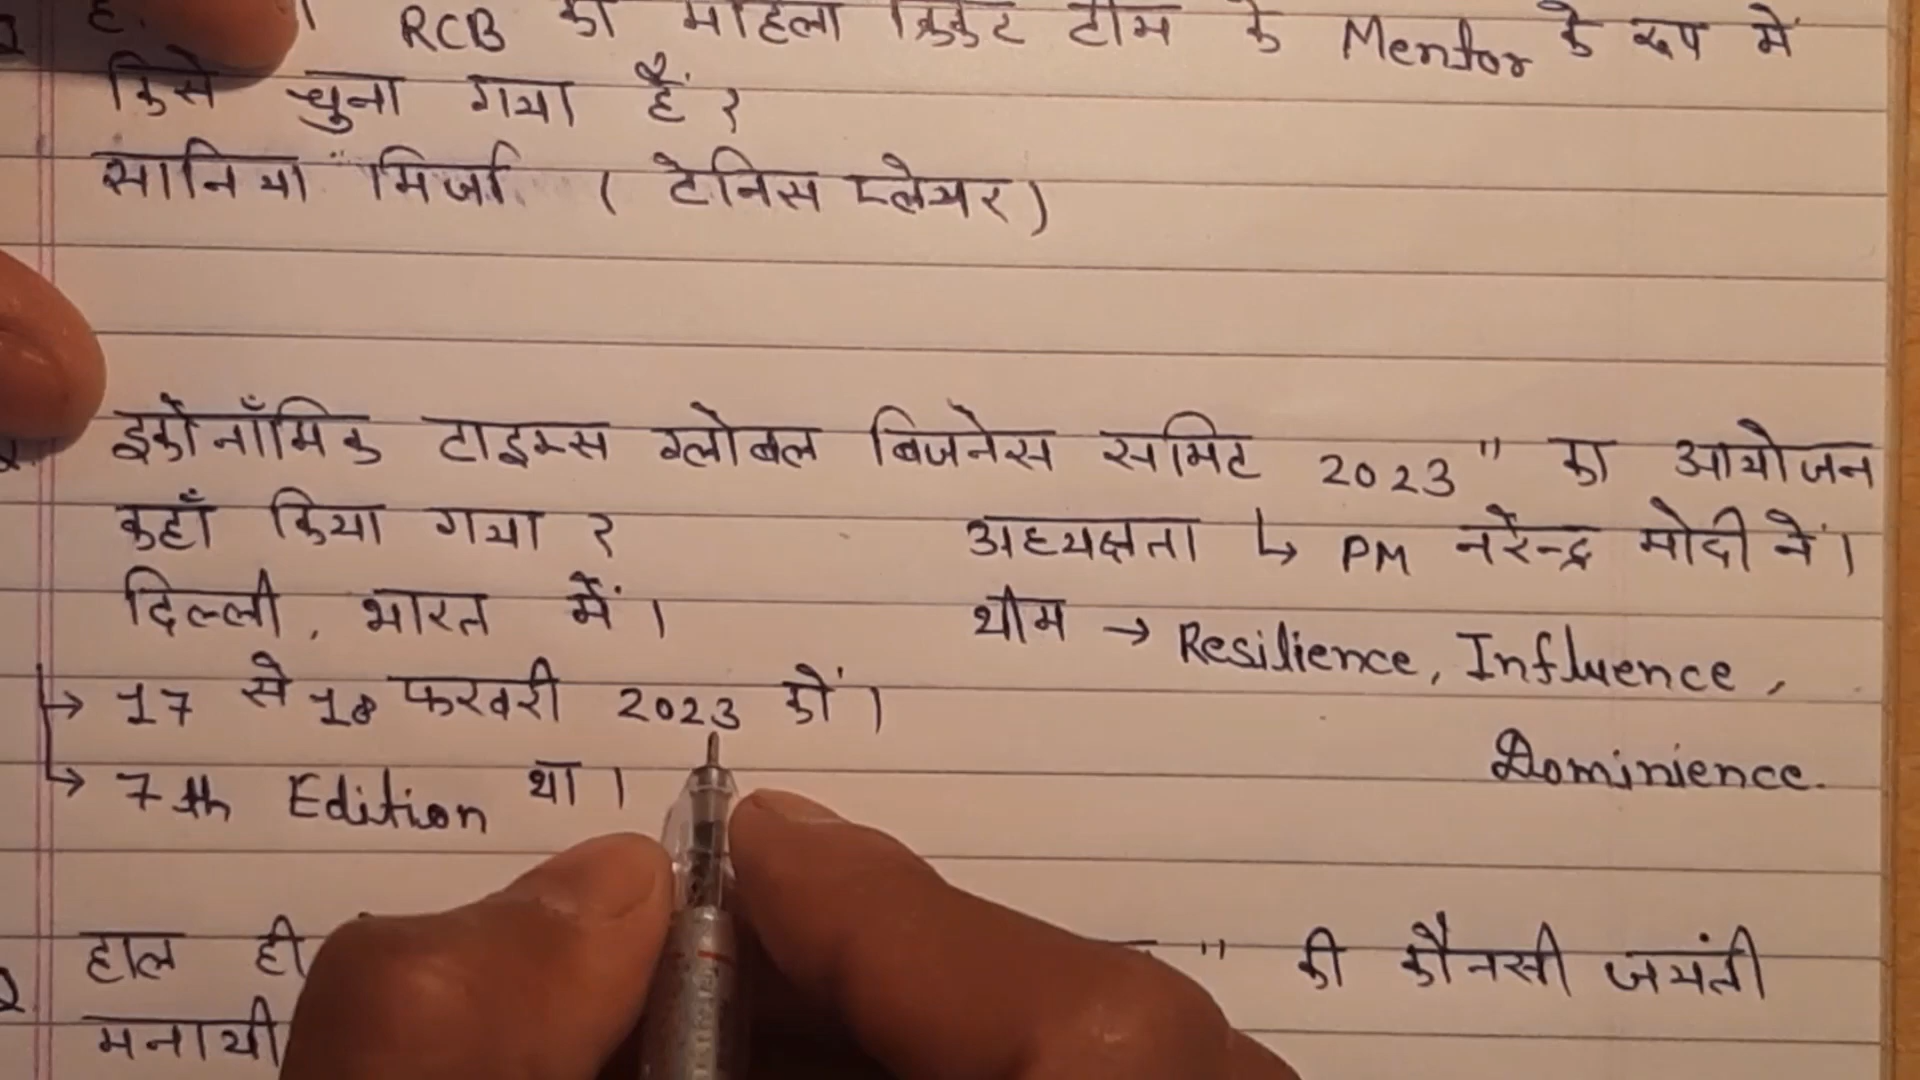 RCB की महिला क्रिकेट टीम के Mentor के रूप में
किसे चुना गया है ?
सानिया मिर्जा ( टेनिस प्लेयर )
इकोनॉमिक टाइम्स ग्लोबल बिजनेस समिट 2023" का आयोजन
कहाँ किया गया ?
दिल्ली, भारत में ।
→ 17 से 18 फरवरी 2023 को ।
→ 7th Edition था ।
अध्यक्षता ↳ PM नरेन्द्र मोदी ने ।
थीम → Resilience, Influence,
Dominience.
हाल ही " की कौनसी जयंती
मनायी